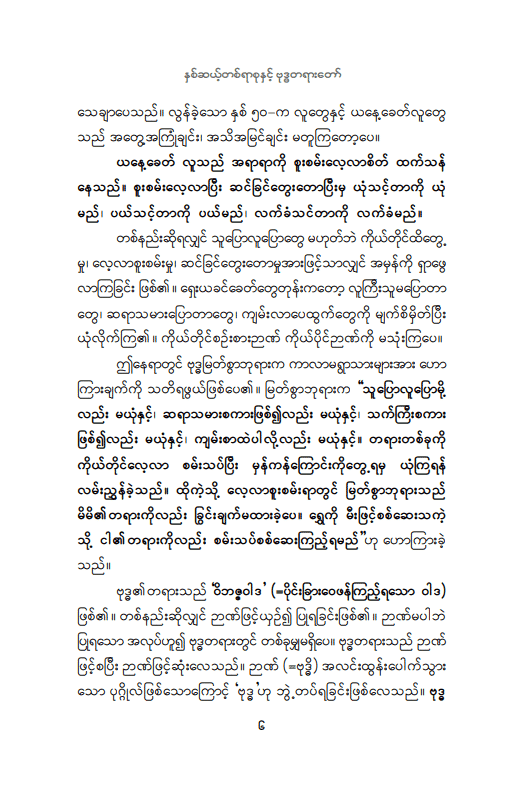 နှစ်ဆယ့်တစ်ရာစုနှင့် ဗုဒ္ဓတရားတော်
သေချာပေသည်။ လွန်ခဲ့သော နှစ် ၅၀–က လူတွေနှင့် ယနေ့ခေတ်လူတွေ
သည် အတွေ့အကြုံချင်း၊ အသိအမြင်ချင်း မတူကြတော့ပေ။
ယနေ့ခေတ် လူသည် အရာရာကို စူးစမ်းလေ့လာစိတ် ထက်သန်
နေသည်။ စူးစမ်းလေ့လာပြီး ဆင်ခြင်တွေးတောပြီးမှ ယုံသင့်တာကို ယုံ
မည်၊ ပယ်သင့်တာကို ပယ်မည်၊ လက်ခံသင်တာကို လက်ခံမည်။
တစ်နည်းဆိုရလျှင် သူပြောလူပြောတွေ မဟုတ်ဘဲ ကိုယ်တိုင်ထိတွေ့
မှု၊ လေ့လာစူးစမ်းမှု၊ ဆင်ခြင်တွေးတောမှုအားဖြင့်သာလျှင် အမှန်ကို ရှာဖွေ
လာကြခြင်း ဖြစ်၏။ ရှေးယခင်ခေတ်တွေတုန်းကတော့ လူကြီးသူမပြောတာ
တွေ၊ ဆရာသမားပြောတာတွေ၊ ကျမ်းလာပေထွက်တွေကို မျက်စိမှိတ်ပြီး
ယုံလိုက်ကြ၏။ ကိုယ်တိုင်စဉ်းစားဉာဏ် ကိုယ်ပိုင်ဉာဏ်ကို မသုံးကြပေ။
ဤနေရာတွင် ဗုဒ္ဓမြတ်စွာဘုရားက ကာလာမရွာသားများအား ဟော
ကြားချက်ကို သတိရဖွယ်ဖြစ်ပေ၏။ မြတ်စွာဘုရားက “သူပြောလူပြောမို့
လည်း မယုံနှင့်၊ ဆရာသမားစကားဖြစ်၍လည်း မယုံနှင့်၊ သက်ကြီးစကား
ဖြစ်၍လည်း မယုံနှင့်၊ ကျမ်းစာထဲပါလို့လည်း မယုံနှင့်။ တရားတစ်ခုကို
ကိုယ်တိုင်လေ့လာ စမ်းသပ်ပြီး မှန်ကန်ကြောင်းကိုတွေ့ရမှ ယုံကြရန်
လမ်းညွှန်ခဲ့သည်။ ထိုကဲ့သို့ လေ့လာစူးစမ်းရာတွင် မြတ်စွာဘုရားသည်
မိမိ၏တရားကိုလည်း ခြွင်းချက်မထားခဲ့ပေ။ ရွှေကို မီးဖြင့်စစ်ဆေးသကဲ့
သို့ ငါ၏တရားကိုလည်း စမ်းသပ်စစ်ဆေးကြည့်ရမည်”ဟု ဟောကြားခဲ့
သည်။
ဗုဒ္ဓ၏တရားသည် ‘ဝိဘဇ္ဇဝါဒ’ (=ပိုင်းခြားဝေဖန်ကြည့်ရသော ဝါဒ)
ဖြစ်၏။ တစ်နည်းဆိုလျှင် ဉာဏ်ဖြင့်ယှဉ်၍ ပြုရခြင်းဖြစ်၏။ ဉာဏ်မပါဘဲ
ပြုရသော အလုပ်ဟူ၍ ဗုဒ္ဓတရားတွင် တစ်ခုမျှမရှိပေ။ ဗုဒ္ဓတရားသည် ဉာဏ်
ဖြင့်စပြီး ဉာဏ်ဖြင့်ဆုံးလေသည်။ ဉာဏ် (=ဗုဒ္ဓိ) အလင်းထွန်းပေါက်သွား
သော ပုဂ္ဂိုလ်ဖြစ်သောကြောင့် ‘ဗုဒ္ဓ’ဟု ဘွဲ့တပ်ရခြင်းဖြစ်လေသည်။ ဗုဒ္ဓ
၆